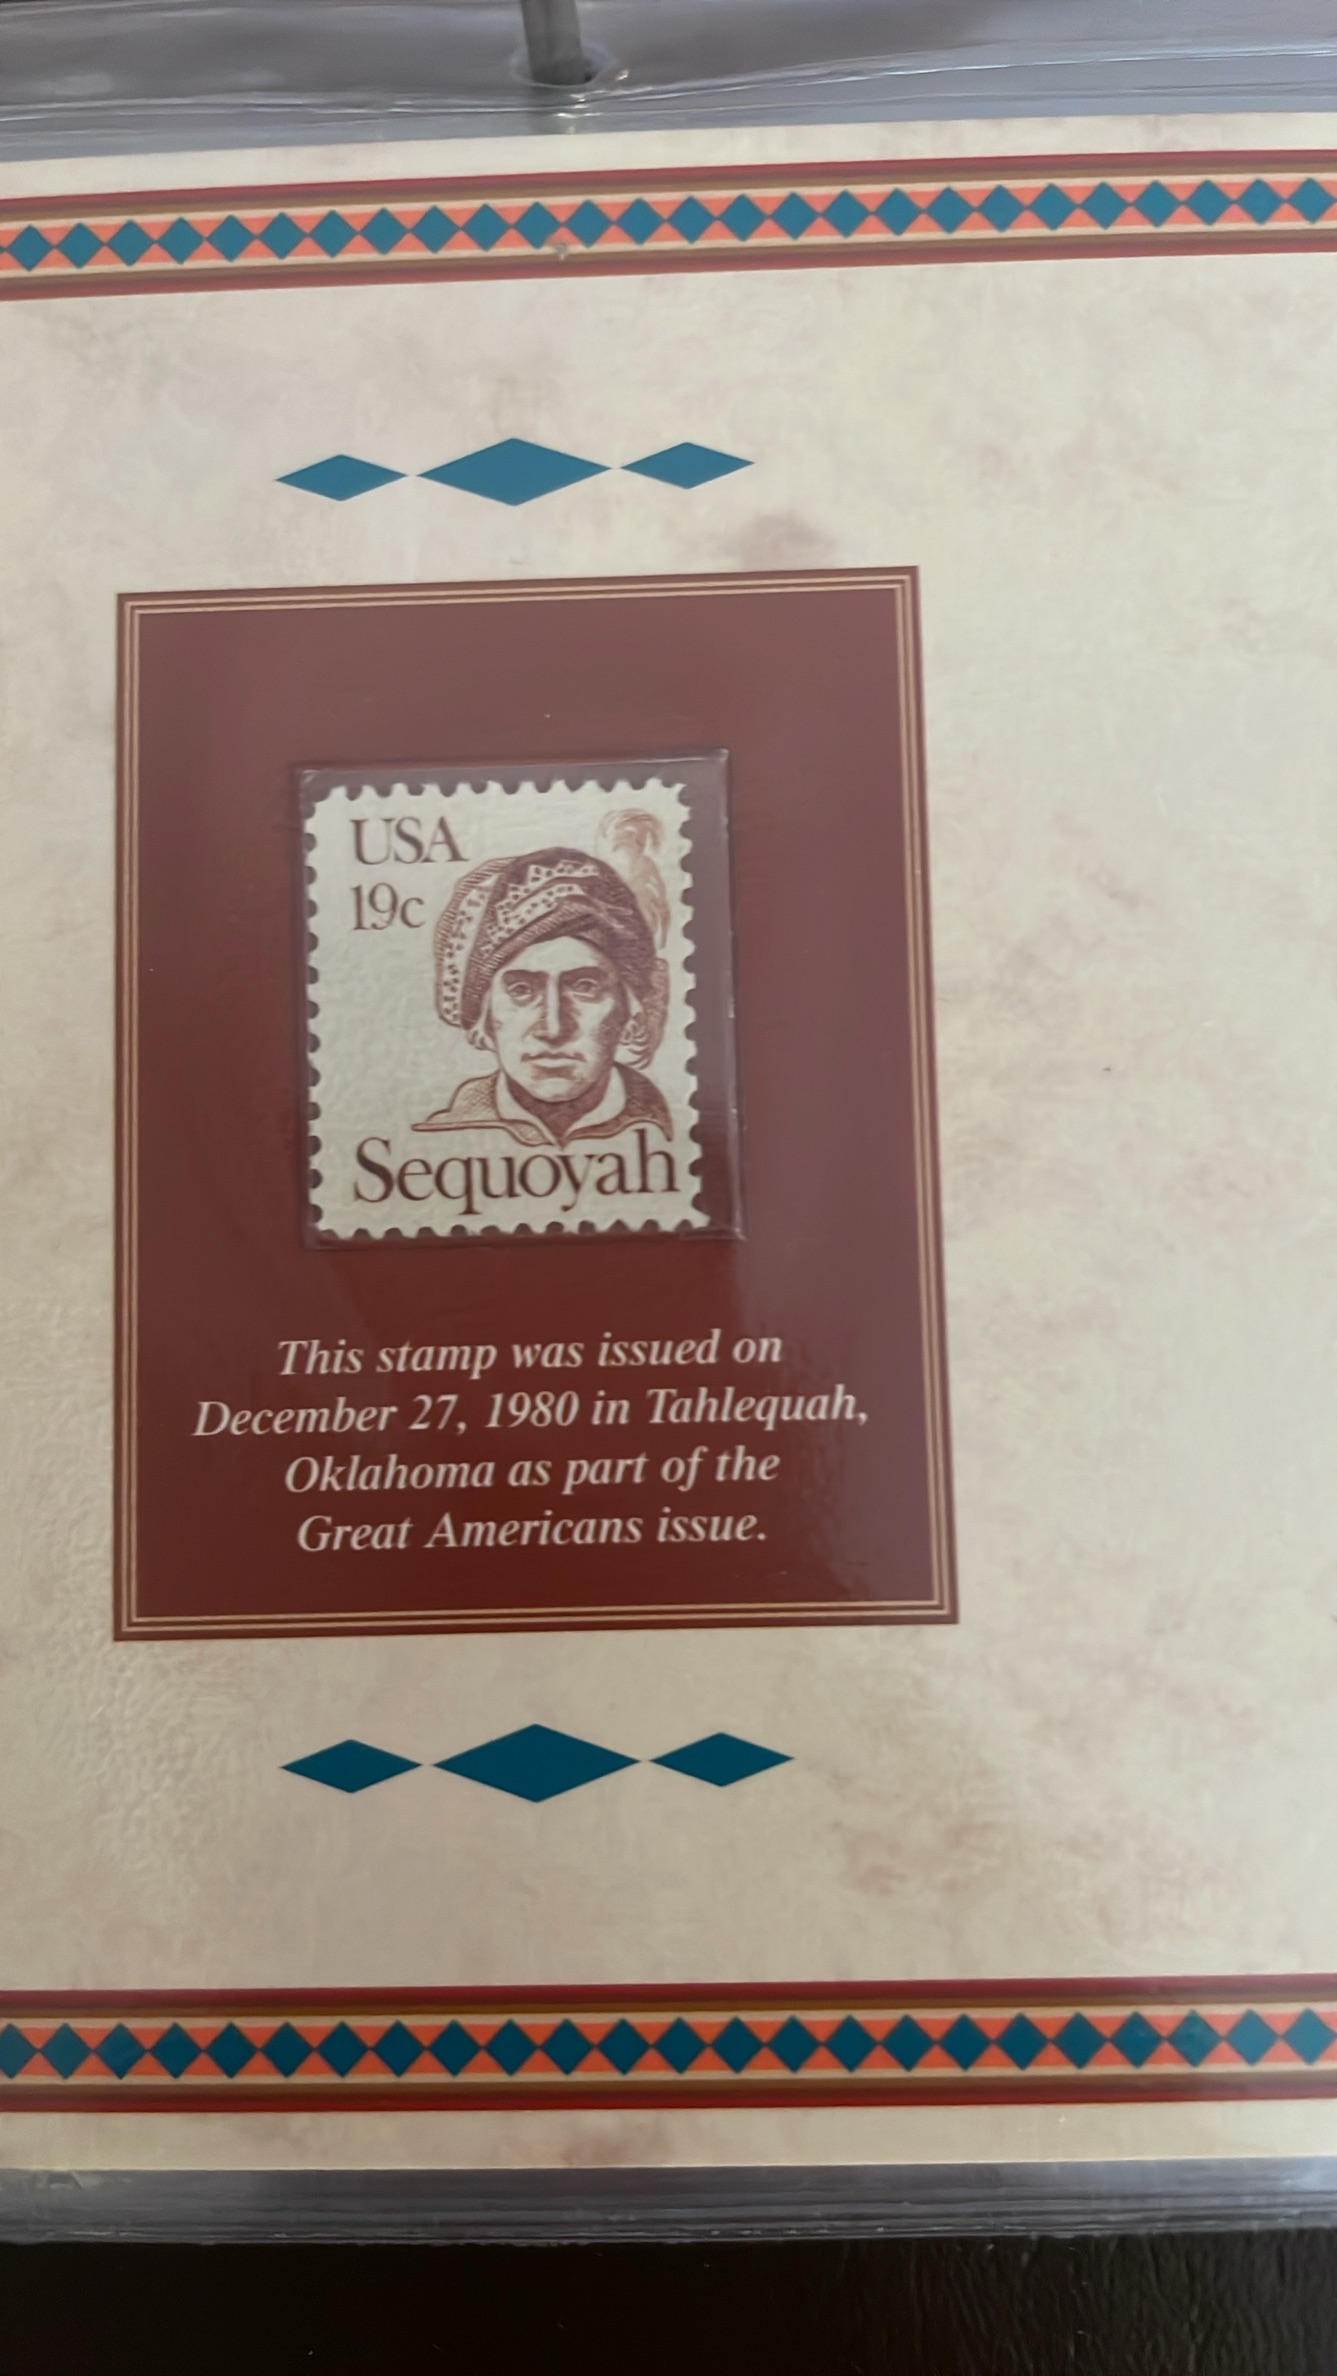 USA
19c
Sequoyah
This stamp was issued on
December 27, 1980 in Tahlequah,
Oklahoma as part of the
Great Americans issue.